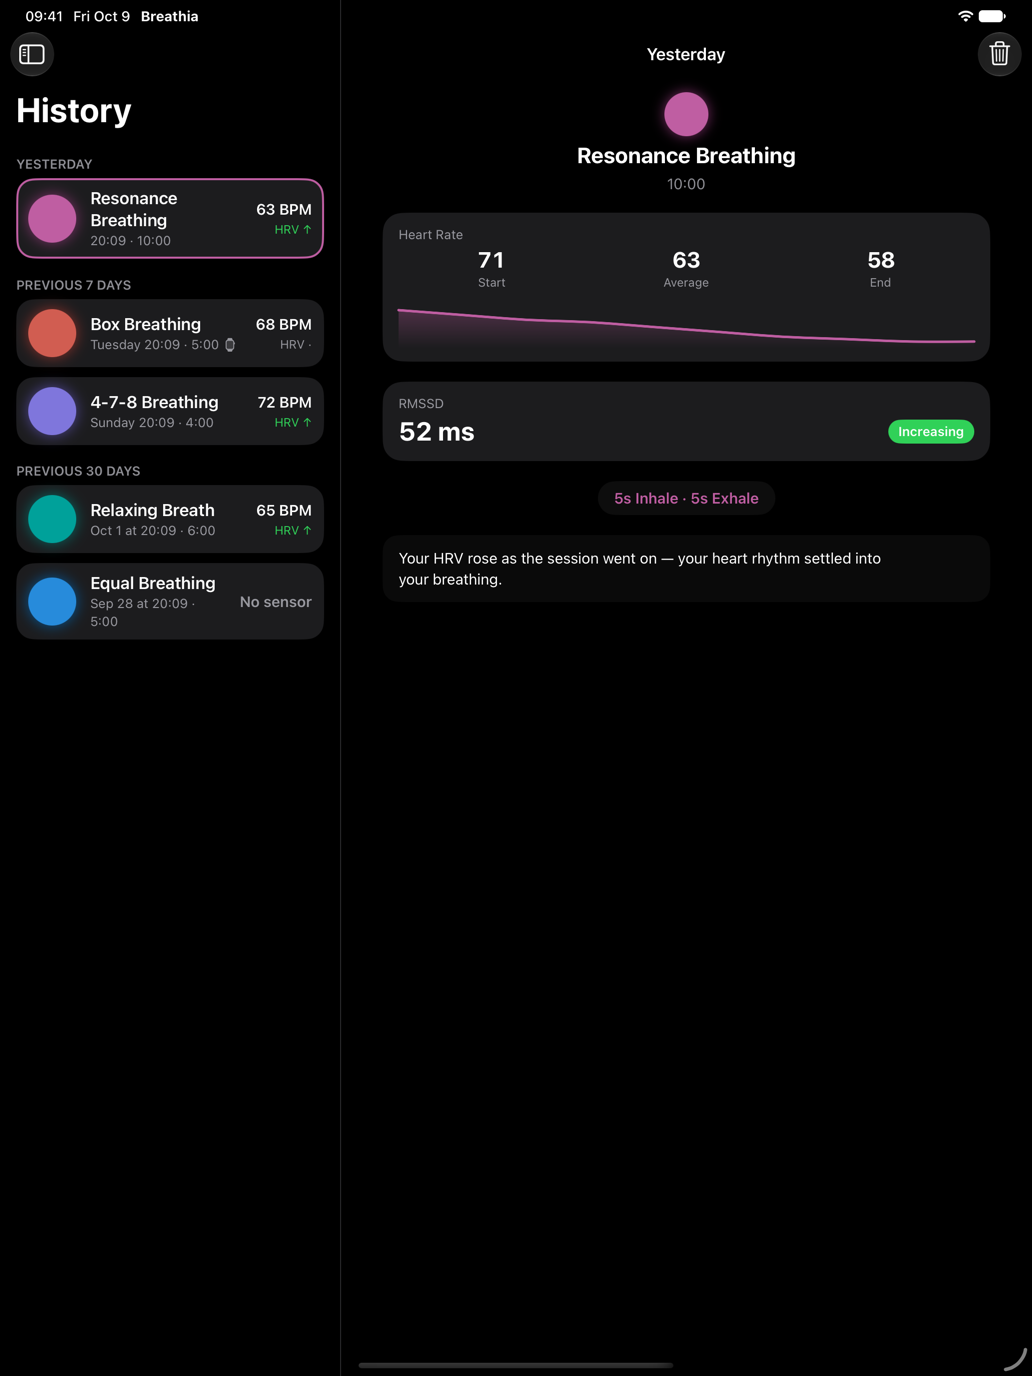 09:41 Fri Oct 9 Breathia
History
YESTERDAY
Resonance
Breathing
20:09 · 10:00
63 BPM
HRV ↑
PREVIOUS 7 DAYS
Box Breathing
Tuesday 20:09 · 5:00
68 BPM
HRV ·
4-7-8 Breathing
Sunday 20:09 · 4:00
72 BPM
HRV ↑
PREVIOUS 30 DAYS
Relaxing Breath
Oct 1 at 20:09 · 6:00
65 BPM
HRV ↑
Equal Breathing
Sep 28 at 20:09 ·
5:00
No sensor
Yesterday
Resonance Breathing
10:00
Heart Rate
71
Start
63
Average
58
End
RMSSD
52 ms
Increasing
5s Inhale · 5s Exhale
Your HRV rose as the session went on — your heart rhythm settled into
your breathing.